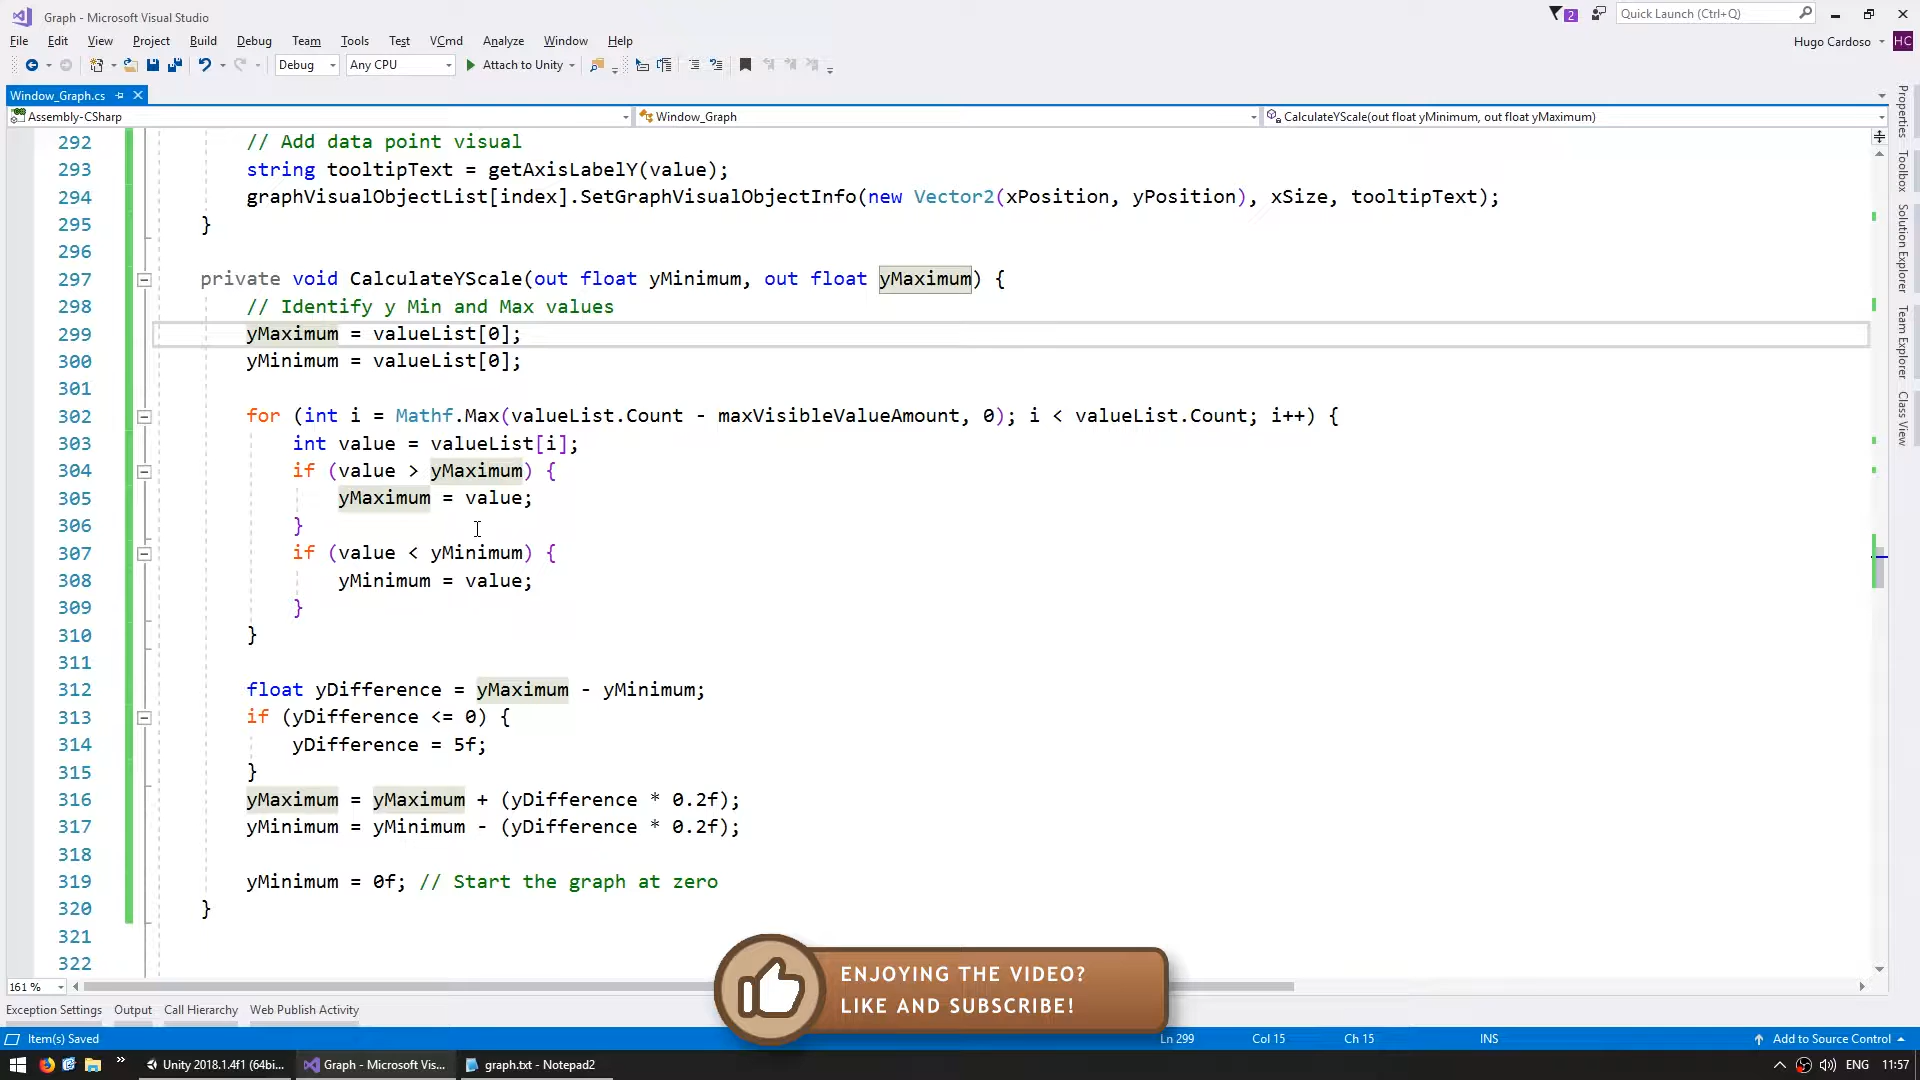 Graph - Microsoft Visual Studio
2
Quick Launch (Ctrl+Q)
File Edit View Project Build Debug Team Tools Test VCmd Analyze Window Help
Hugo Cardoso HC
Debug Any CPU Attach to Unity
Window_Graph.cs
Assembly-CSharp Window_Graph CalculateYScale(out float yMinimum, out float yMaximum)
292 // Add data point visual
293 string tooltipText = getAxisLabelY(value);
294 graphVisualObjectList[index].SetGraphVisualObjectInfo(new Vector2(xPosition, yPosition), xSize, tooltipText);
295 }
296
297 private void CalculateYScale(out float yMinimum, out float yMaximum) {
298 // Identify y Min and Max values
299 yMaximum = valueList[0];
300 yMinimum = valueList[0];
301
302 for (int i = Mathf.Max(valueList.Count - maxVisibleValueAmount, 0); i < valueList.Count; i++) {
303 int value = valueList[i];
304 if (value > yMaximum) {
305 yMaximum = value;
306 }
307 if (value < yMinimum) {
308 yMinimum = value;
309 }
310 }
311
312 float yDifference = yMaximum - yMinimum;
313 if (yDifference <= 0) {
314 yDifference = 5f;
315 }
316 yMaximum = yMaximum + (yDifference * 0.2f);
317 yMinimum = yMinimum - (yDifference * 0.2f);
318
319 yMinimum = 0f; // Start the graph at zero
320 }
321
322
Properties
Toolbox
Solution Explorer
Team Explorer
Class View
ENJOYING THE VIDEO?
LIKE AND SUBSCRIBE!
161 %
Exception Settings Output Call Hierarchy Web Publish Activity
Item(s) Saved Ln 299 Col 15 Ch 15 INS Add to Source Control
Unity 2018.1.4f1 (64bi... Graph - Microsoft Vis... graph.txt - Notepad2 ENG 11:57